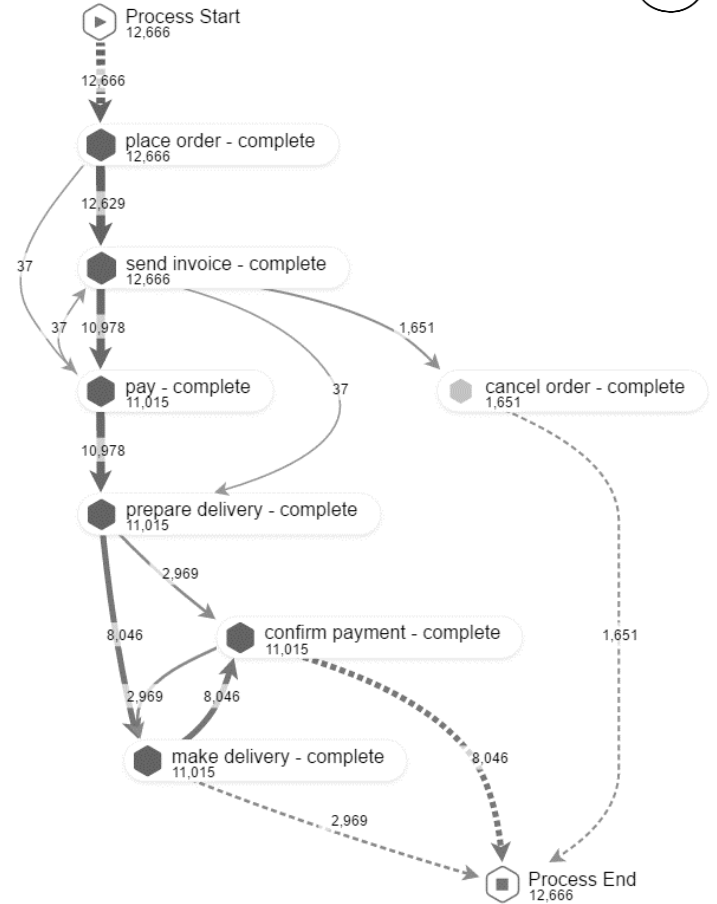 Process Start
12,666
12,666
place order - complete
12,666
12,629
37
send invoice - complete
12,666
37
10,978
1,651
pay - complete
11,015
37
cancel order - complete
1,651
10,978
prepare delivery - complete
11,015
2,969
8,046
confirm payment - complete
11,015
1,651
2,969
8,046
make delivery - complete
11,015
8,046
2,969
Process End
12,666